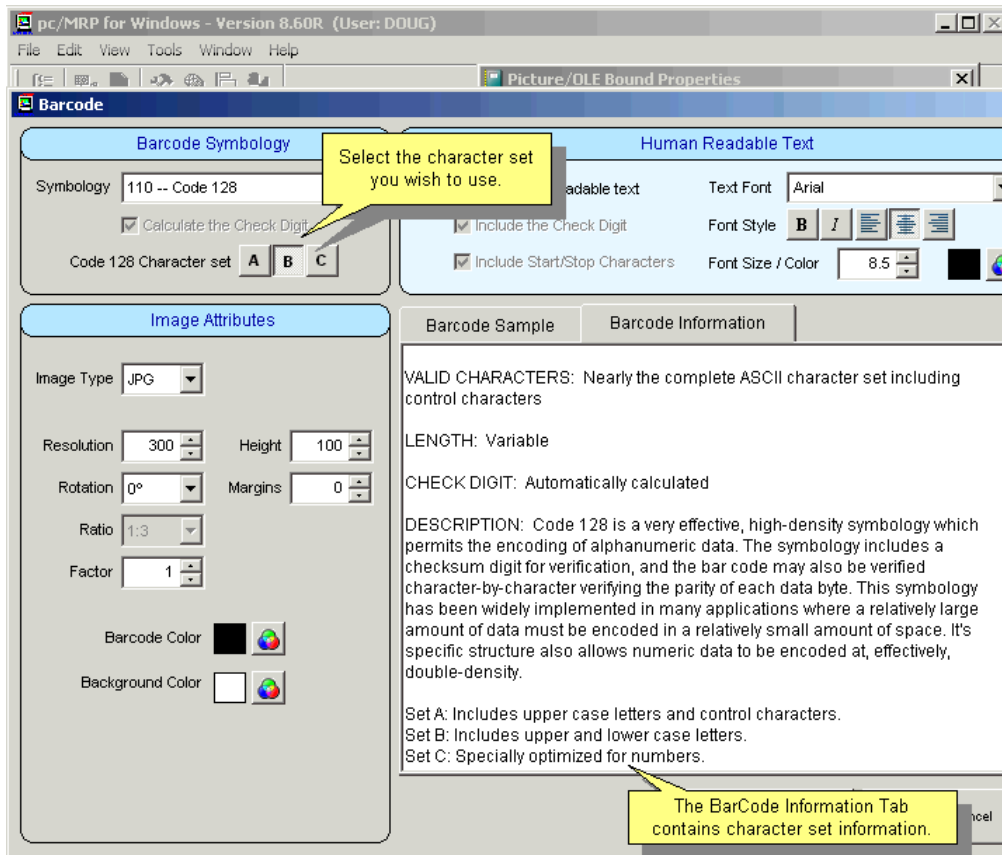 pc/MRP for Windows - Version 8.60R (User: DOUG)
File Edit View Tools Window Help
Picture/OLE Bound Properties
Barcode
Barcode Symbology
Symbology 110 -- Code 128
Calculate the Check Digit
Code 128 Character set A B C
Select the character set
you wish to use.
Human Readable Text
text Text Font Arial
Include the Check Digit Font Style B I
Include Start/Stop Characters Font Size / Color 8.5
Image Attributes
Image Type JPG
Resolution 300 Height 100
Rotation 0° Margins 0
Ratio 1:3
Factor 1
Barcode Color
Background Color
Barcode Sample Barcode Information
VALID CHARACTERS: Nearly the complete ASCII character set including
control characters
LENGTH: Variable
CHECK DIGIT: Automatically calculated
DESCRIPTION: Code 128 is a very effective, high-density symbology which
permits the encoding of alphanumeric data. The symbology includes a
checksum digit for verification, and the bar code may also be verified
character-by-character verifying the parity of each data byte. This symbology
has been widely implemented in many applications where a relatively large
amount of data must be encoded in a relatively small amount of space. It's
specific structure also allows numeric data to be encoded at, effectively,
double-density.
Set A: Includes upper case letters and control characters.
Set B: Includes upper and lower case letters.
Set C: Specially optimized for numbers.
The BarCode Information Tab
contains character set information.